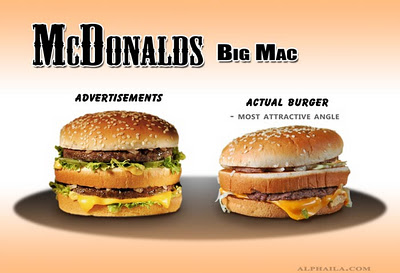 McDonalds Big Mac
ADVERTISEMENTS
ACTUAL BURGER
- MOST ATTRACTIVE ANGLE
ALPHAILA.COM